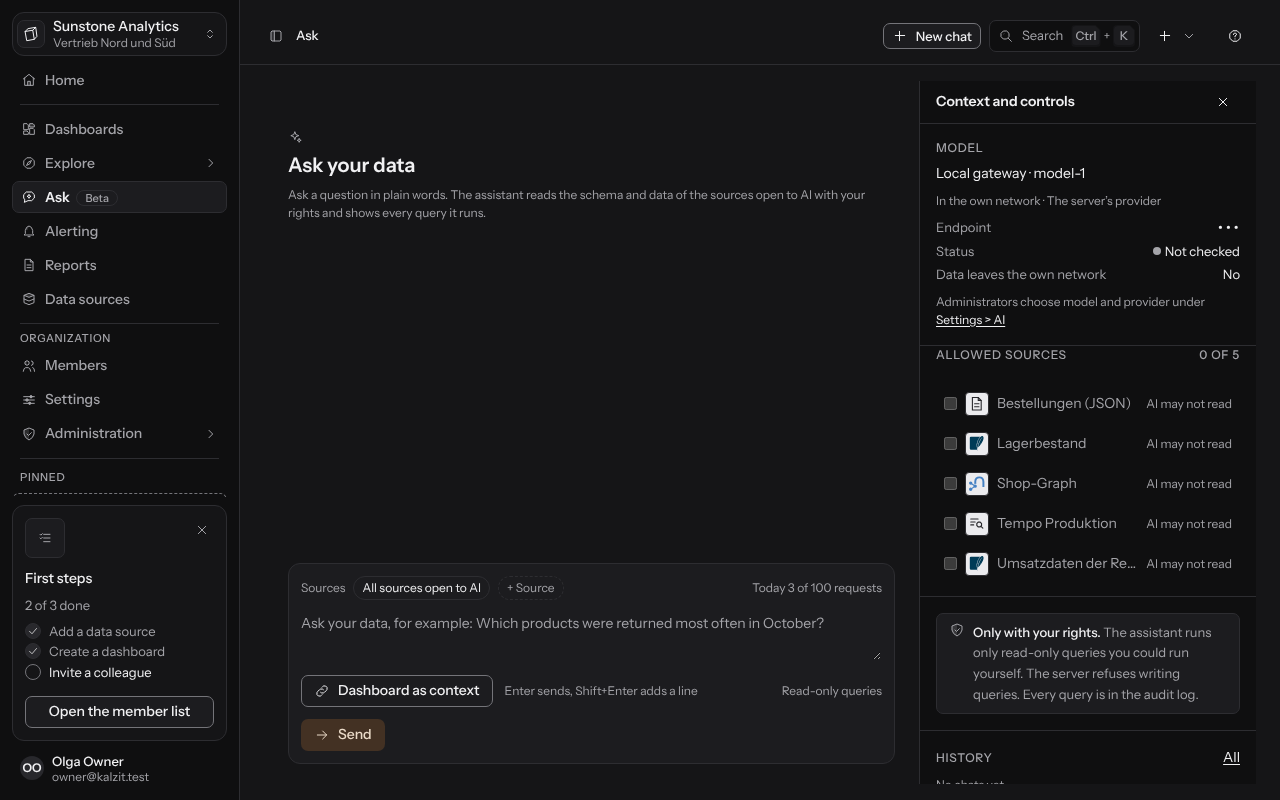 Sunstone Analytics
Vertrieb Nord und Süd
Home
Dashboards
Explore
Ask Beta
Alerting
Reports
Data sources
ORGANIZATION
Members
Settings
Administration
PINNED
First steps
2 of 3 done
Add a data source
Create a dashboard
Invite a colleague
Open the member list
OO Olga Owner
owner@kalzit.test
Ask
New chat
Search Ctrl + K
Ask your data
Ask a question in plain words. The assistant reads the schema and data of the sources open to AI with your
rights and shows every query it runs.
Sources All sources open to AI + Source Today 3 of 100 requests
Ask your data, for example: Which products were returned most often in October?
Dashboard as context Enter sends, Shift+Enter adds a line Read-only queries
Send
Context and controls
MODEL
Local gateway · model-1
In the own network · The server's provider
Endpoint
Status Not checked
Data leaves the own network No
Administrators choose model and provider under
Settings > AI
ALLOWED SOURCES 0 OF 5
Bestellungen (JSON) AI may not read
Lagerbestand AI may not read
Shop-Graph AI may not read
Tempo Produktion AI may not read
Umsatzdaten der Re... AI may not read
Only with your rights. The assistant runs
only read-only queries you could run
yourself. The server refuses writing
queries. Every query is in the audit log.
HISTORY All